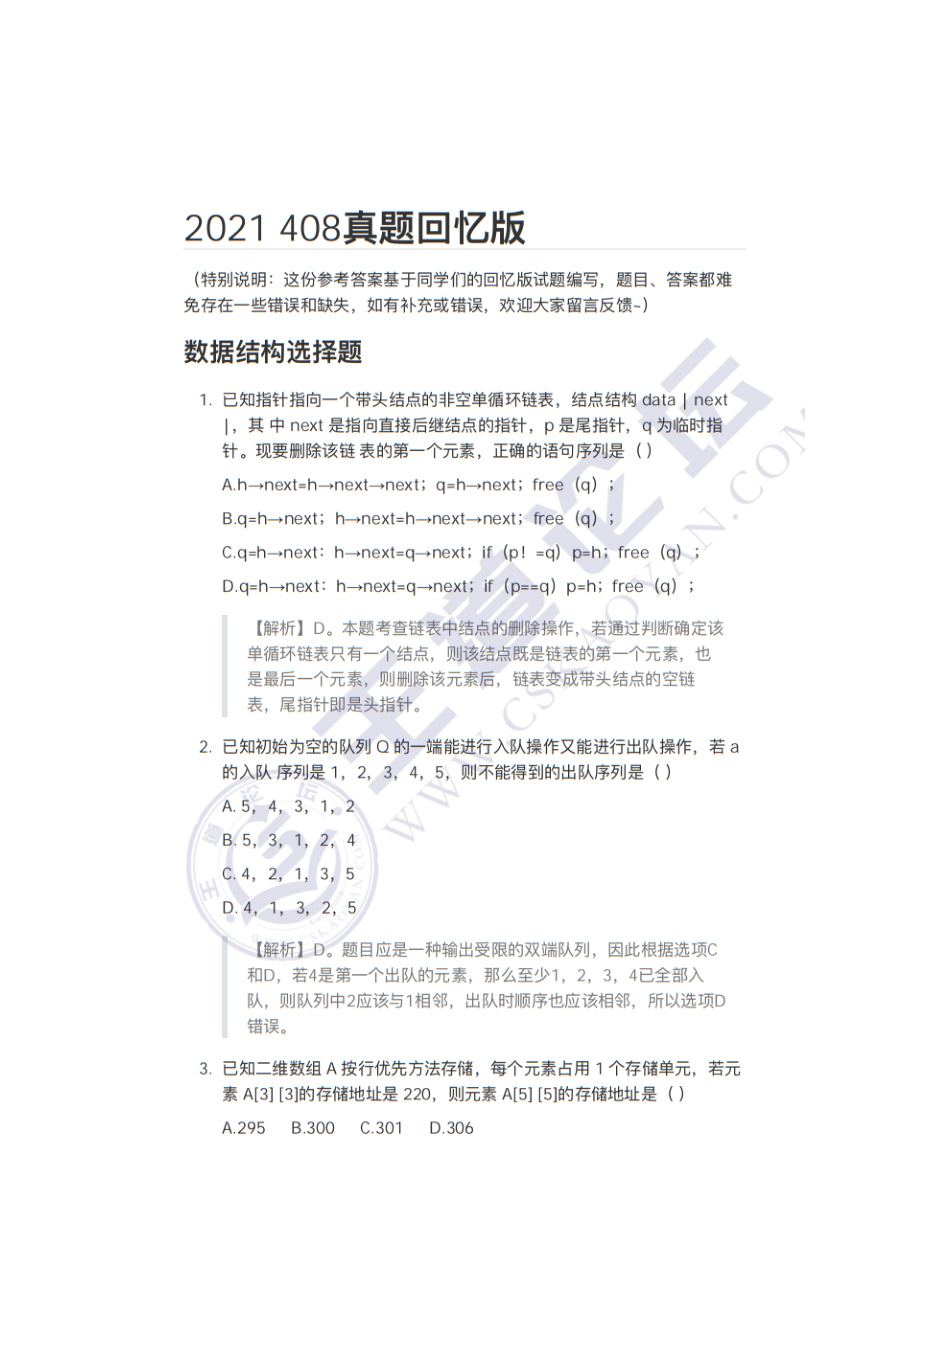 2021 408真题回忆版
（特别说明：这份参考答案基于同学们的回忆版试题编写，题目、答案都难
免存在一些错误和缺失，如有补充或错误，欢迎大家留言反馈~）
数据结构选择题
1. 已知指针指向一个带头结点的非空单循环链表，结点结构 data | next
|，其 中 next 是指向直接后继结点的指针，p 是尾指针，q 为临时指
针。现要删除该链 表的第一个元素，正确的语句序列是（）
A.h→next=h→next→next；q=h→next；free（q）；
B.q=h→next；h→next=h→next→next；free（q）；
C.q=h→next：h→next=q→next；if（p！=q）p=h；free（q）；
D.q=h→next：h→next=q→next；if（p==q）p=h；free（q）；
【解析】D。本题考查链表中结点的删除操作，若通过判断确定该
单循环链表只有一个结点，则该结点既是链表的第一个元素，也
是最后一个元素，则删除该元素后，链表变成带头结点的空链
表，尾指针即是头指针。
2. 已知初始为空的队列 Q 的一端能进行入队操作又能进行出队操作，若 a
的入队 序列是 1，2，3，4，5，则不能得到的出队序列是（）
A. 5，4，3，1，2
B. 5，3，1，2，4
C. 4，2，1，3，5
D. 4，1，3，2，5
【解析】D。题目应是一种输出受限的双端队列，因此根据选项C
和D，若4是第一个出队的元素，那么至少1，2，3，4已全部入
队，则队列中2应该与1相邻，出队时顺序也应该相邻，所以选项D
错误。
3. 已知二维数组 A 按行优先方法存储，每个元素占用 1 个存储单元，若元
素 A[3] [3]的存储地址是 220，则元素 A[5] [5]的存储地址是（）
A.295 B.300 C.301 D.306
王道论坛
WWW.CSKAOYAN.COM
王道论坛